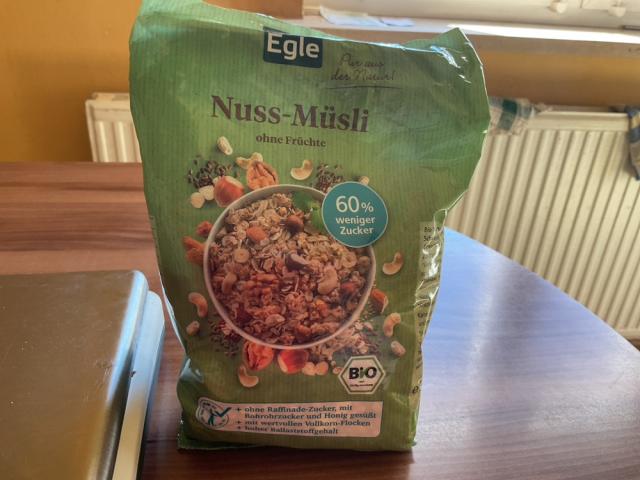 Egle
Pur aus
der Natur!
Nuss-Müsli
ohne Früchte
60%
weniger
Zucker
BIO
+ ohne Raffinade-Zucker, mit
Rohrohrzucker und Honig gesüßt
+ mit wertvollen Vollkorn-Flocken
+ hoher Ballaststoffgehalt